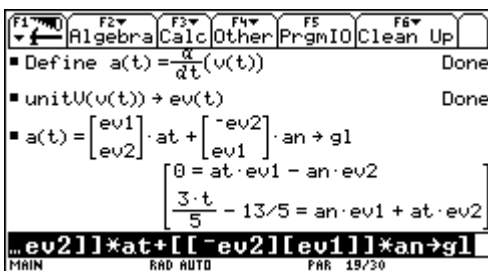 F1 F2 F3 F4 F5 F6
Algebra Calc Other PrgmIO Clean Up
▪ Define a(t)=d/dt(v(t)) Done
▪ unitV(v(t)) → ev(t) Done
▪ a(t)=[ev1 ev2]·at+[-ev2 ev1]·an → gl
[0 = at·ev1 - an·ev2
3·t/5 - 13/5 = an·ev1 + at·ev2]
…ev2]]*at+[[-ev2][ev1]]*an→gl
MAIN RAD AUTO PAR 19/30